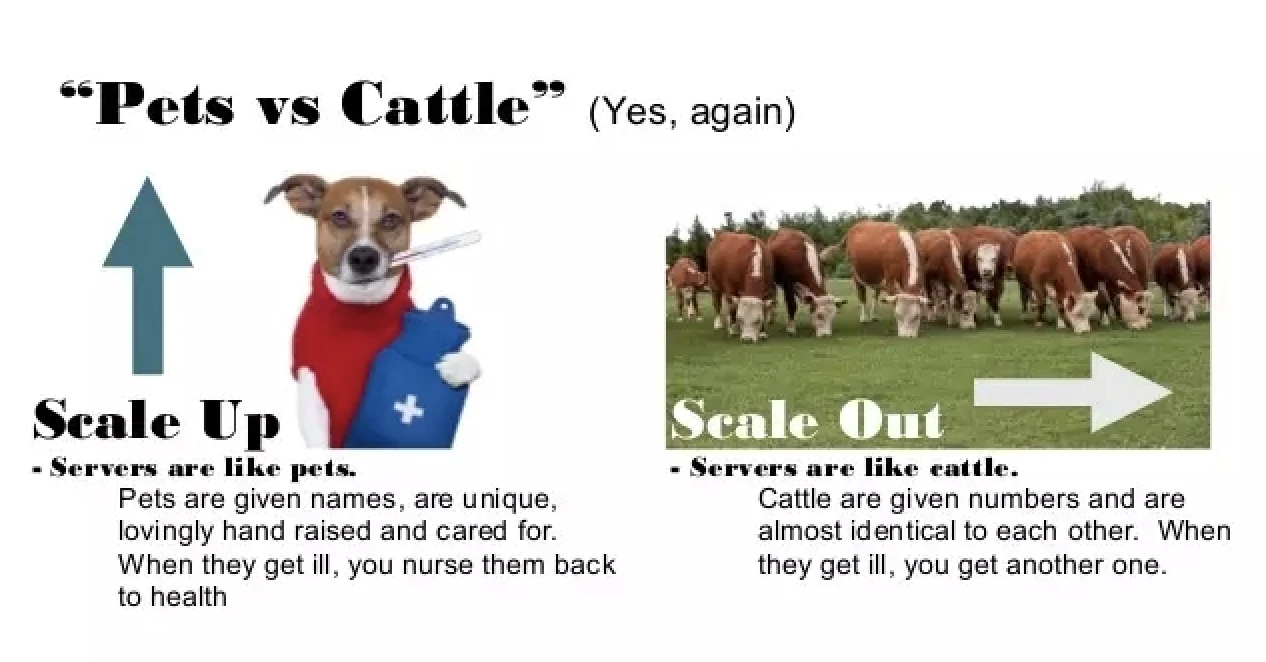 “Pets vs Cattle” (Yes, again)
Scale Up
- Servers are like pets.
Pets are given names, are unique,
lovingly hand raised and cared for.
When they get ill, you nurse them back
to health
Scale Out
- Servers are like cattle.
Cattle are given numbers and are
almost identical to each other. When
they get ill, you get another one.